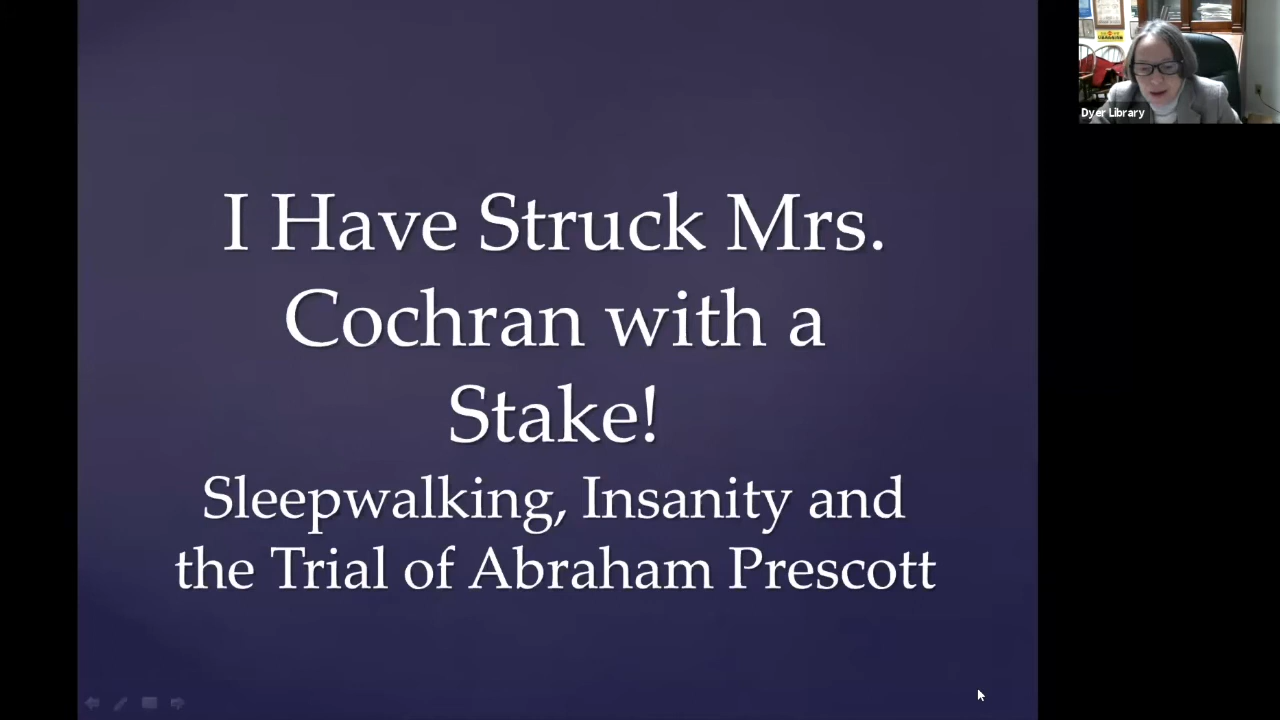 I Have Struck Mrs.
Cochran with a
Stake!
Sleepwalking, Insanity and
the Trial of Abraham Prescott
Dyer Library